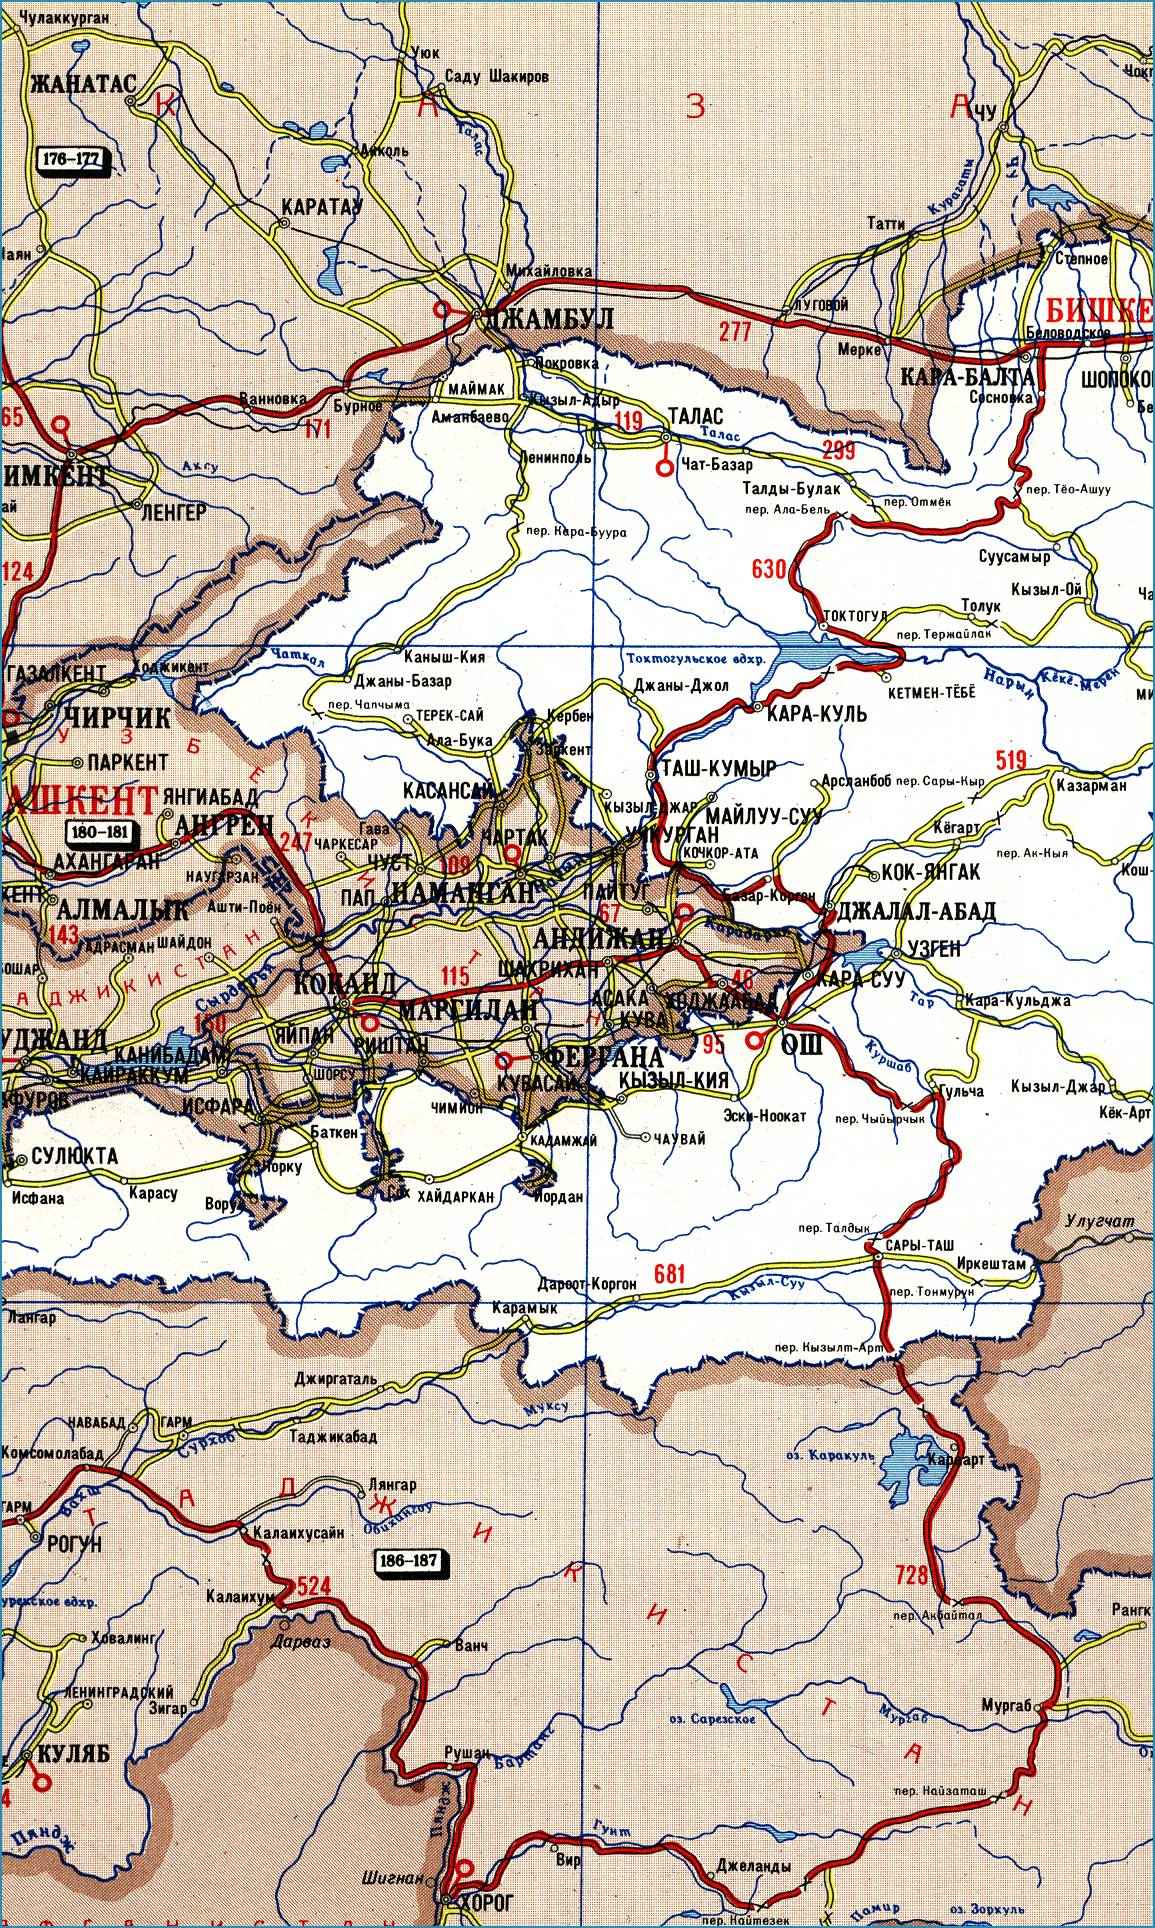 Чулаккурган
Уюк
Саду Шакиров
ЖАНАТАС
К
А
З
А
ЧУ
Талас
Чу
176–177
Акколь
Курагаты
КАРАТАУ
Татти
Степное
Михайловка
ЛУГОВОЙ
БИШКЕ
ДЖАМБУЛ
277
Беловодское
Мерке
Покровка
КАРА-БАЛТА
ШОПОКО
МАЙМАК
Сосновка
Ванновка
Бурное
Кызыл-Адыр
65
Аманбаево
119
ТАЛАС
171
Талас
299
Ленинполь
Чат-Базар
ИМКЕНТ
Аксу
Талды-Булак
пер. Тёо-Ашуу
пер. Отмёк
ЛЕНГЕР
пер. Ала-Бель
пер. Кара-Буура
Суусамыр
124
630
Кызыл-Ой
Толук
ТОКТОГУЛ
пер. Тержайлак
Чаткал
Каныш-Кия
Токтогульское вдхр.
Ходжикент
ГАЗАЛКЕНТ
Нарын
Кёкё-Мерен
Джаны-Базар
Джаны-Джол
КЕТМЕН-ТЁБЁ
пер. Чапчыма
ЧИРЧИК
ТЕРЕК-САЙ
Кербен
КАРА-КУЛЬ
У
З
Б
Е
К
Ала-Бука
Заркент
519
ПАРКЕНТ
ТАШ-КУМЫР
Арсланбоб
пер. Сары-Кыр
Казарман
КАСАНСАЙ
АШКЕНТ
ЯНГИАБАД
КЫЗЫЛ-ДЖАР
МАЙЛУУ-СУУ
180–181
АНГРЕН
Гава
ЧАРТАК
УЧКУРГАН
Кёгарт
247
ЧАРКЕСАР
КОЧКОР-АТА
пер. Ак-Кыя
АХАНГАРАН
ЧУСТ
109
НАУГАРЗАН
КОК-ЯНГАК
Кош-
КЕНТ
ПАП
НАМАНГАН
ПАЙТУГ
Базар-Коргон
АЛМАЛЫК
Ашти-Поён
67
ДЖАЛАЛ-АБАД
143
АДРАСМАН
ШАЙДОН
АНДИЖАН
Карадарья
УЗГЕН
АДЖИКИСТАН
ШАХРИХАН
46
КАРА-СУУ
Сырдарья
КОКАНД
115
АСАКА
ХОДЖААБАД
Тар
Кара-Кульджа
МАРГИЛАН
150
КУВА
УДЖАНД
ЯЙПАН
РИШТАН
95
ОШ
КАНИБАДАМ
ФЕРГАНА
Куршаб
КАЙРАККУМ
ШОРСУ
КУВАСАЙ
КЫЗЫЛ-КИЯ
Гульча
Кызыл-Джар
АФУРОВ
ИСФАРА
ЧИМИОН
Эски-Ноокат
пер. Чыйырчык
Кёк-Арт
Баткен
КАДАМЖАЙ
ЧАУВАЙ
СУЛЮКТА
Чорку
Исфана
Карасу
Ворух
Сох
ХАЙДАРКАН
Йордан
Улугчат
пер. Талдык
САРЫ-ТАШ
681
Иркештам
Дароот-Коргон
Кызыл-Суу
пер. Тонмурун
Лангар
Карамык
пер. Кызылт-Арт
Джиргаталь
НАВАБАД
ГАРМ
Муксу
Сурхоб
Таджикабад
Комсомолабад
оз. Каракуль
Каракарт
Вахш
ГАРМ
Т
А
Д
Ж
И
К
И
С
Т
А
Н
Лянгар
Обихингоу
Калаихусайн
РОГУН
186–187
524
728
Калаихум
урекское вдхр.
пер. Акбайтал
Рангк
Дарваз
Ховалинг
Ванч
ЛЕНИНГРАДСКИЙ
Зигар
Мургаб
оз. Сарезское
Мургаб
КУЛЯБ
Рушан
Бартанг
4
пер. Найзаташ
Пяндж
Пяндж
Гунт
Вир
Джеланды
Шигнан
ХОРОГ
пер. Койтезек
Памир
оз. Зоркуль